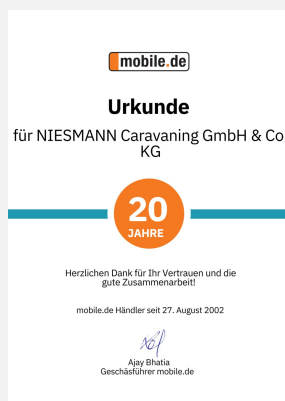 mobile.de
Urkunde
für NIESMANN Caravaning GmbH & Co
KG
20
JAHRE
Herzlichen Dank für Ihr Vertrauen und die
gute Zusammenarbeit!
mobile.de Händler seit 27. August 2002
Ajay Bhatia
Geschäsführer mobile.de